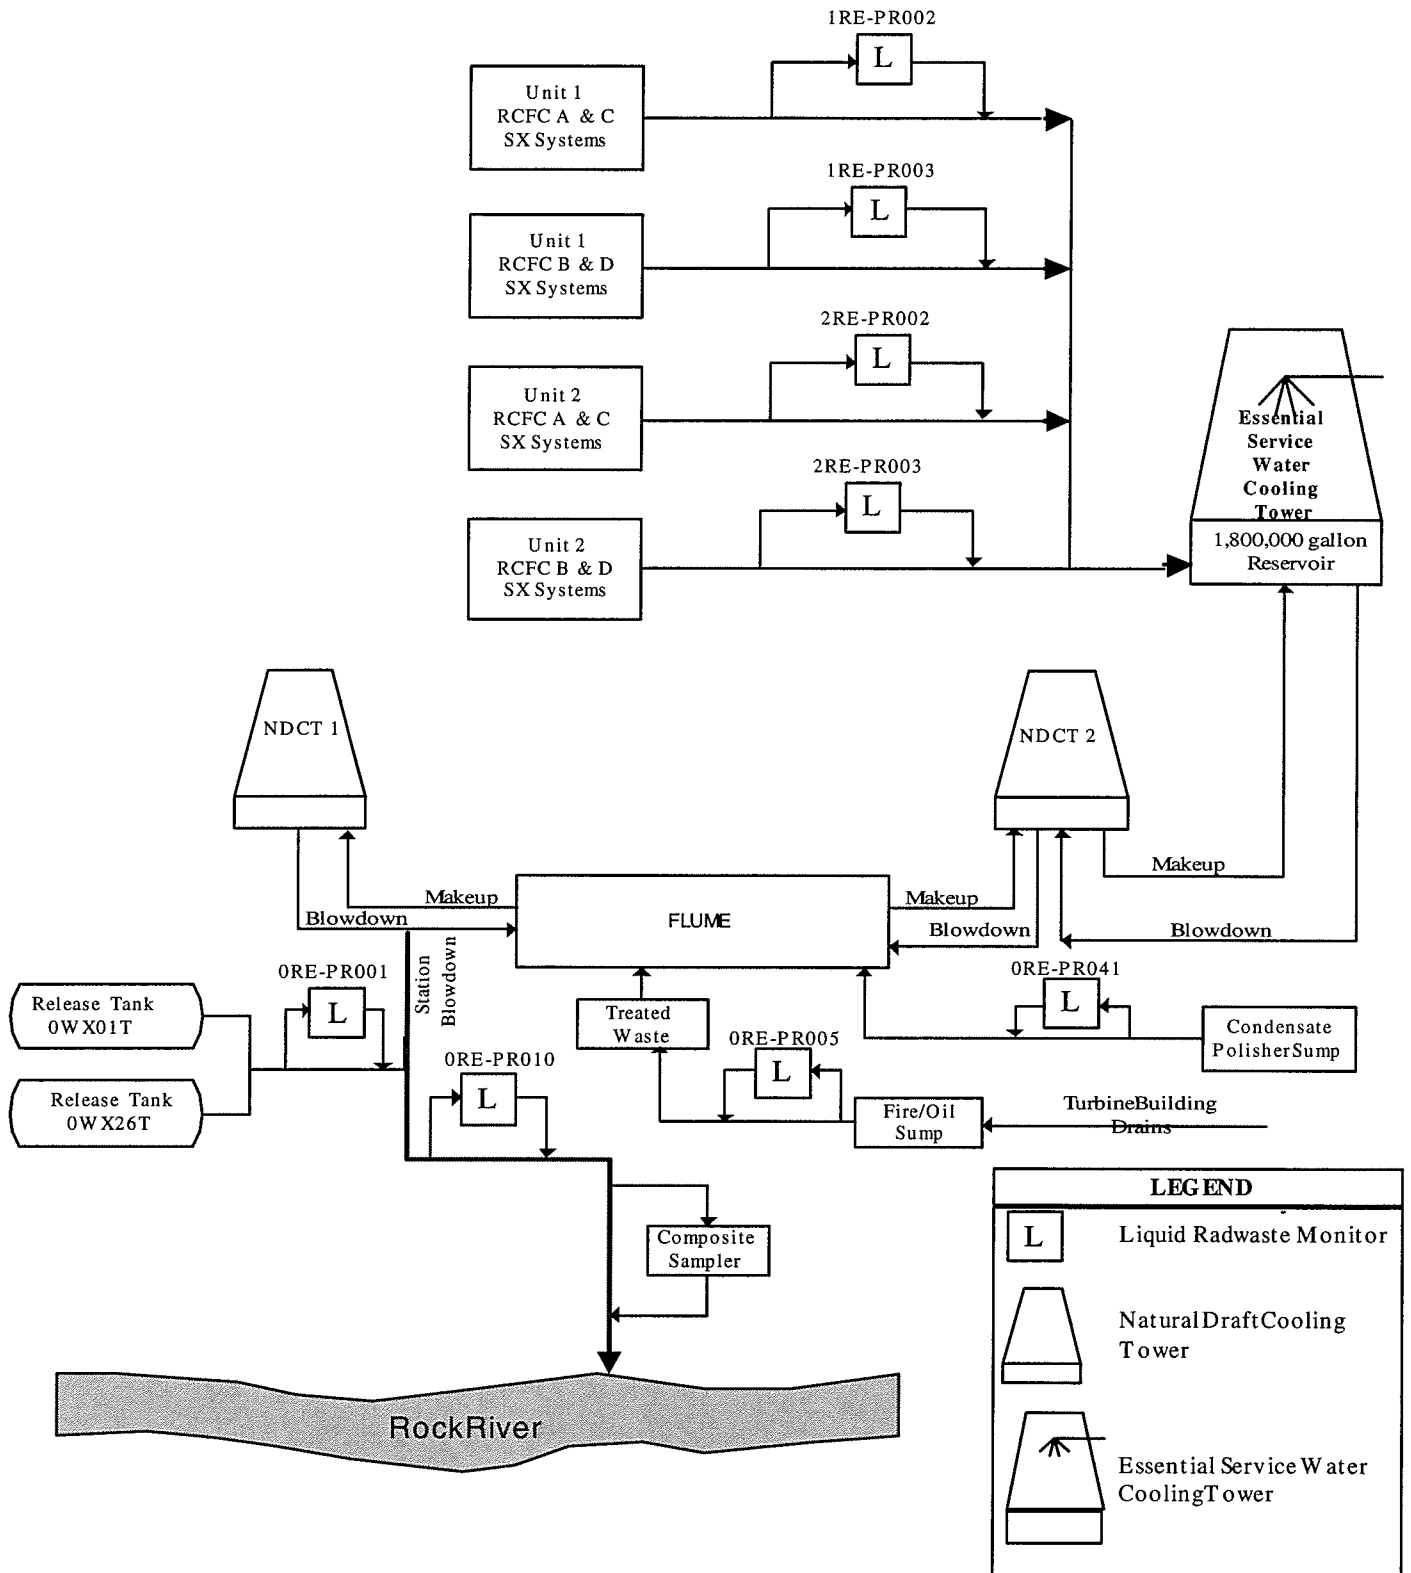 1RE-PR002
L
Unit 1
RCFC A & C
SX Systems
1RE-PR003
L
Unit 1
RCFC B & D
SX Systems
2RE-PR002
L
Unit 2
RCFC A & C
SX Systems
2RE-PR003
L
Unit 2
RCFC B & D
SX Systems
Essential
Service
Water
Cooling
Tower
1,800,000 gallon
Reservoir
NDCT 1
NDCT 2
Makeup
Blowdown
FLUME
Makeup
Blowdown
Makeup
Blowdown
Station
Blowdown
Release Tank
0WX01T
Release Tank
0WX26T
0RE-PR001
L
0RE-PR010
L
Treated
Waste
0RE-PR005
L
0RE-PR041
L
Condensate
Polisher Sump
Fire/Oil
Sump
Turbine Building
Drains
Composite
Sampler
Rock River
LEGEND
L
Liquid Radwaste Monitor
Natural Draft Cooling
Tower
Essential Service Water
Cooling Tower